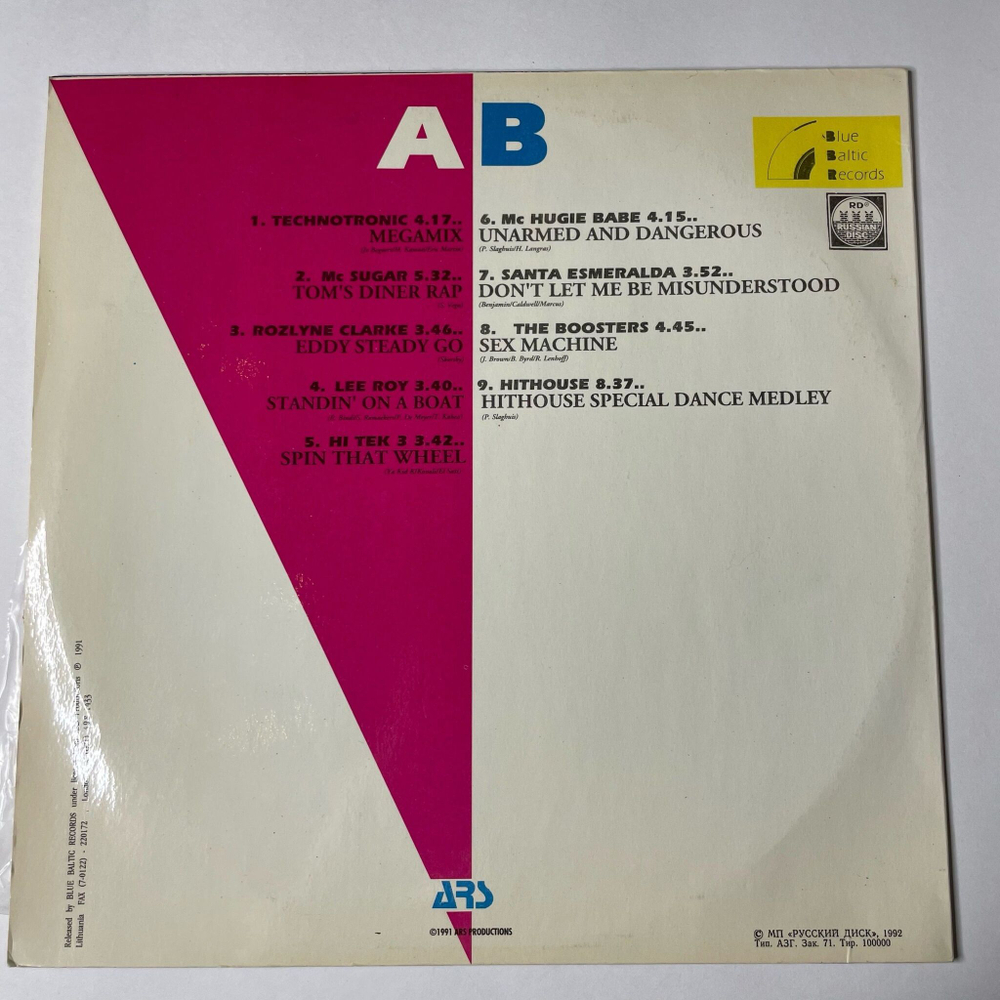 A B
Blue
Baltic
Records
RD®
RUSSIAN
DISC
1. TECHNOTRONIC 4.17..
MEGAMIX
2. Mc SUGAR 5.32..
TOM'S DINER RAP
3. ROZLYNE CLARKE 3.46..
EDDY STEADY GO
4. LEE ROY 3.40..
STANDIN' ON A BOAT
5. HI TEK 3 3.42..
SPIN THAT WHEEL
6. Mc HUGIE BABE 4.15..
UNARMED AND DANGEROUS
(P. Slaghuis/H. Langras)
7. SANTA ESMERALDA 3.52..
DON'T LET ME BE MISUNDERSTOOD
(Benjamin/Caldwell/Marcus)
8. THE BOOSTERS 4.45..
SEX MACHINE
(J. Brown/B. Byrd/R. Lenhoff)
9. HITHOUSE 8.37..
HITHOUSE SPECIAL DANCE MEDLEY
(P. Slaghuis)
Released by BLUE BALTIC RECORDS under ℗ 1991
Lithuania FAX (7-0122) - 220172
ARS
©1991 ARS PRODUCTIONS
© МП «РУССКИЙ ДИСК», 1992
Тип. АЗГ. Зак. 71. Тир. 100000